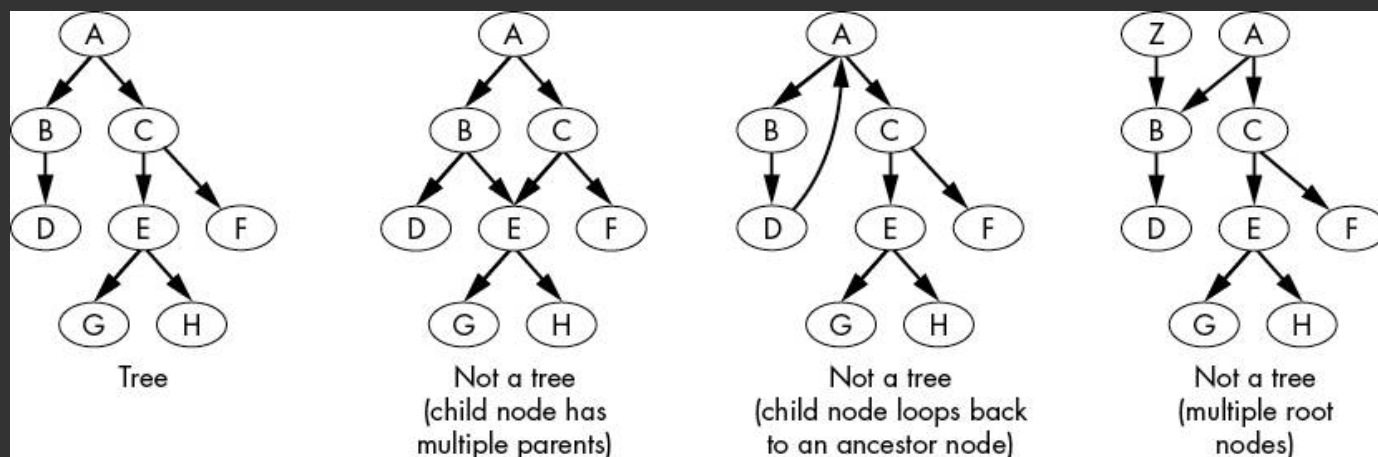 A
B C
D E F
G H
Tree
A
B C
D E F
G H
Not a tree
(child node has
multiple parents)
A
B C
D E F
G H
Not a tree
(child node loops back
to an ancestor node)
Z A
B C
D E F
G H
Not a tree
(multiple root
nodes)